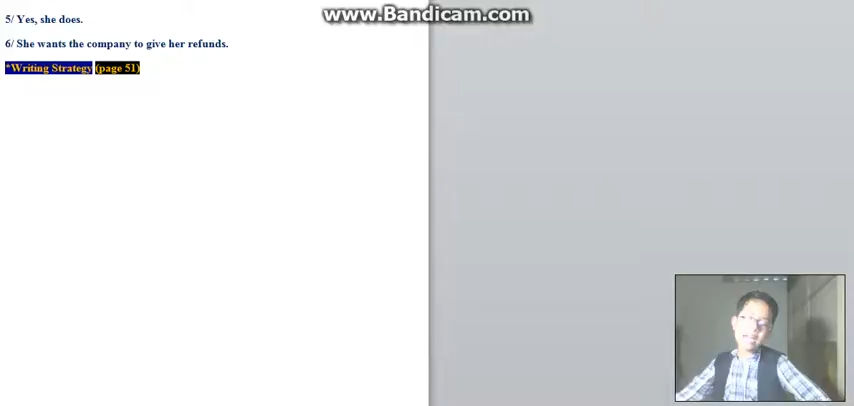 www.Bandicam.com
5/ Yes, she does.
6/ She wants the company to give her refunds.
*Writing Strategy (page 51)